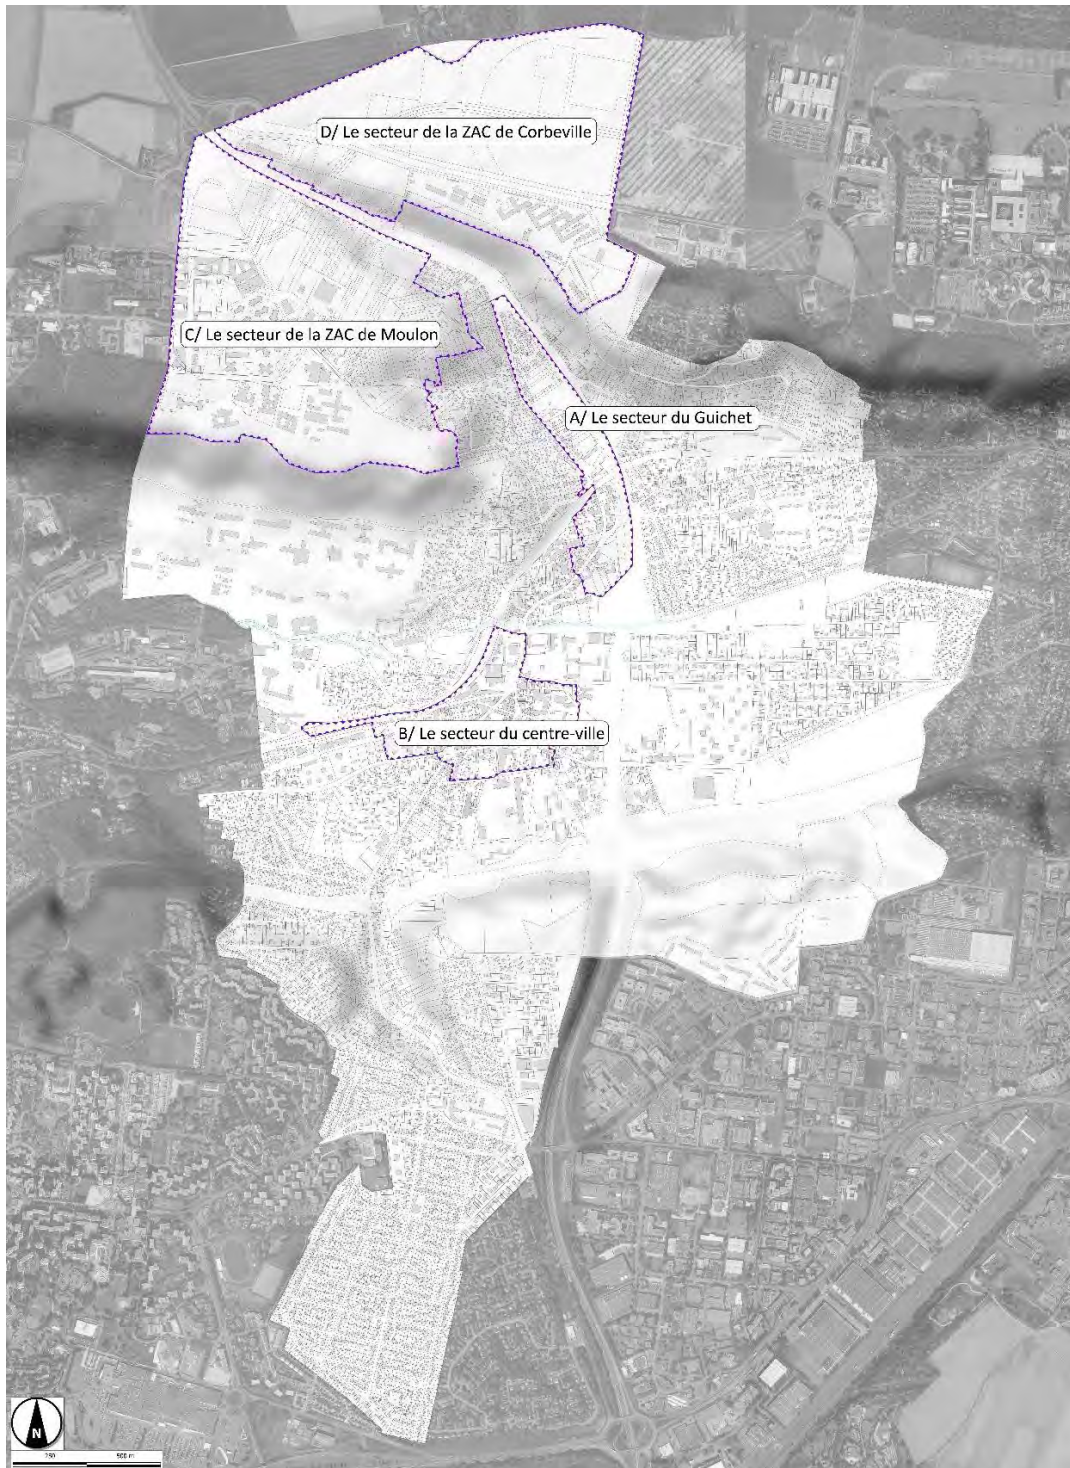 D/ Le secteur de la ZAC de Corbeville
C/ Le secteur de la ZAC de Moulon
A/ Le secteur du Guichet
B/ Le secteur du centre-ville
N
250 500 m